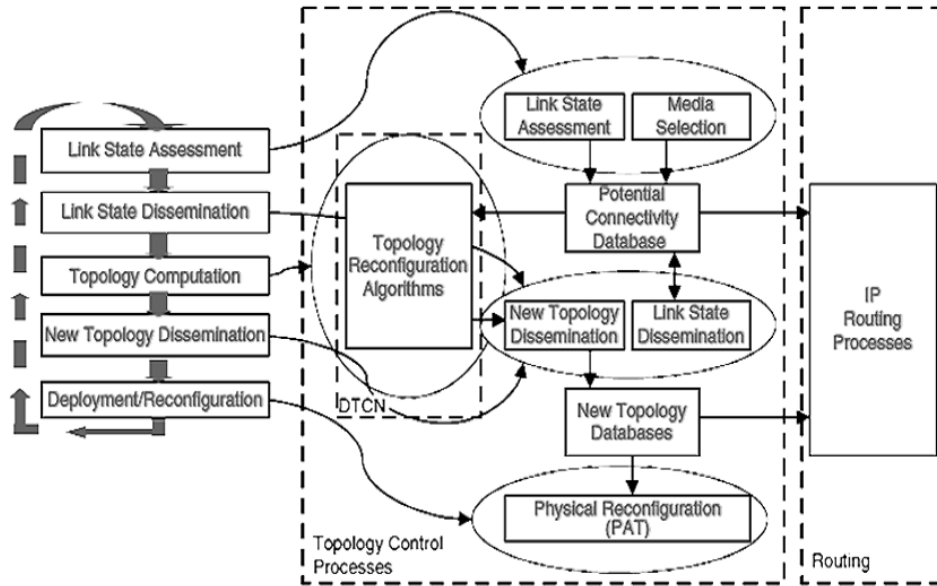 Link State Assessment
Link State Dissemination
Topology Computation
New Topology Dissemination
Deployment/Reconfiguration
Topology
Reconfiguration
Algorithms
DTCN
Link State
Assessment
Media
Selection
Potential
Connectivity
Database
New Topology
Dissemination
Link State
Dissemination
New Topology
Databases
Physical Reconfiguration
(PAT)
Topology Control
Processes
IP
Routing
Processes
Routing